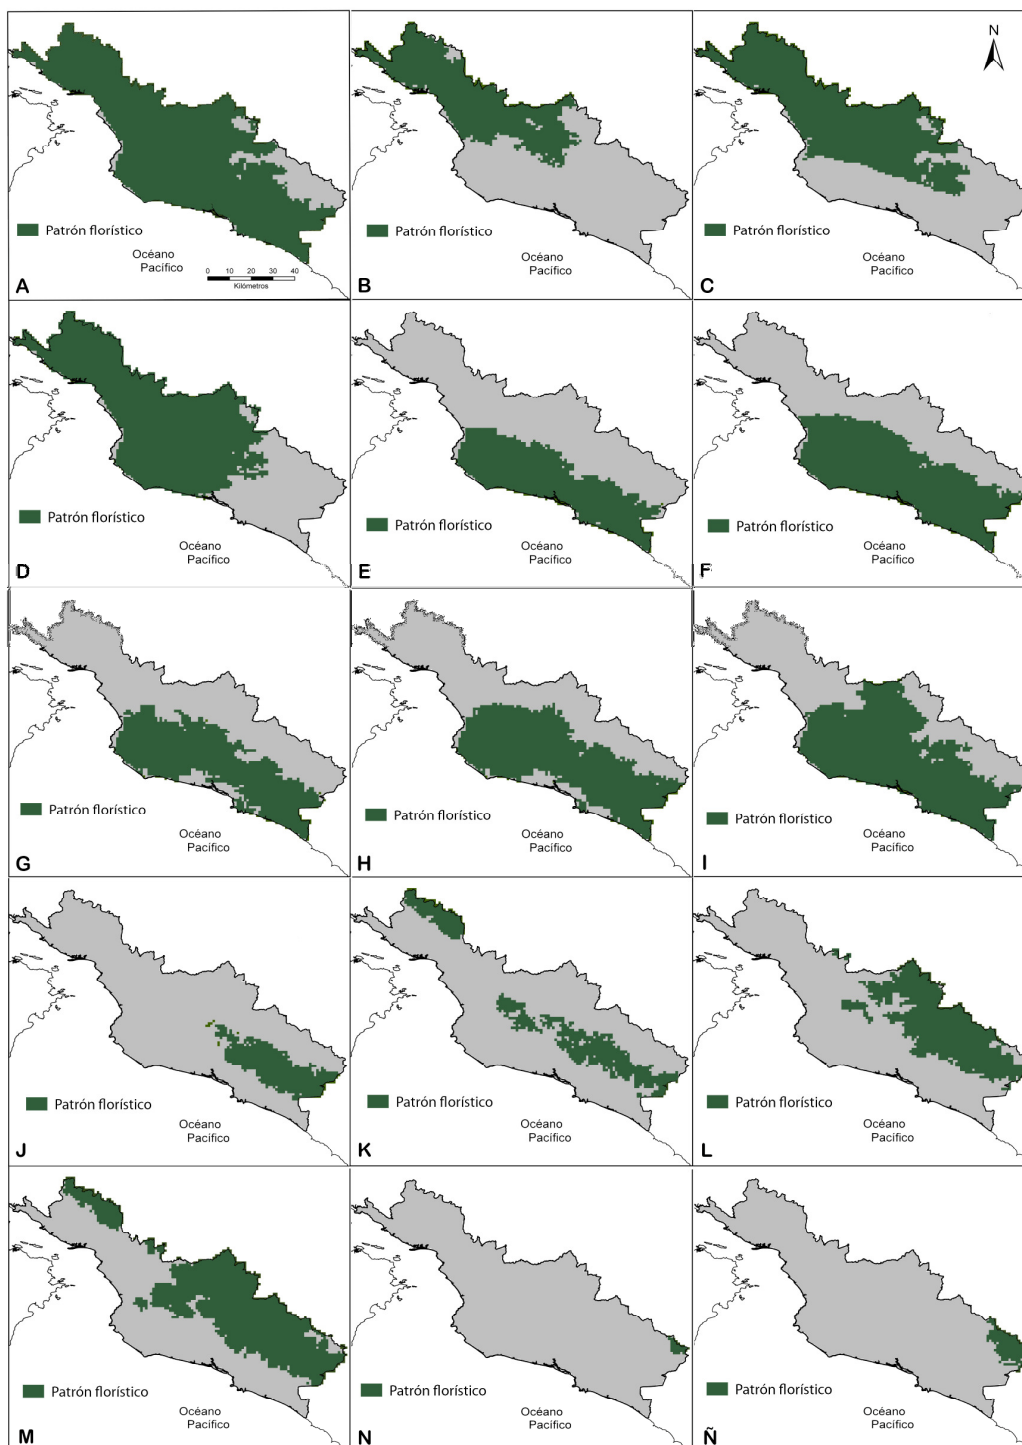 N
Patrón florístico
Océano
Pacífico
0 10 20 30 40
Kilómetros
A
Patrón florístico
Océano
Pacífico
B
Patrón florístico
Océano
Pacífico
C
Patrón florístico
Océano
Pacífico
D
Patrón florístico
Océano
Pacífico
E
Patrón florístico
Océano
Pacífico
F
Patrón florístico
Océano
Pacífico
G
Patrón florístico
Océano
Pacífico
H
Patrón florístico
Océano
Pacífico
I
Patrón florístico
Océano
Pacífico
J
Patrón florístico
Océano
Pacífico
K
Patrón florístico
Océano
Pacífico
L
Patrón florístico
Océano
Pacífico
M
Patrón florístico
Océano
Pacífico
N
Patrón florístico
Océano
Pacífico
Ñ